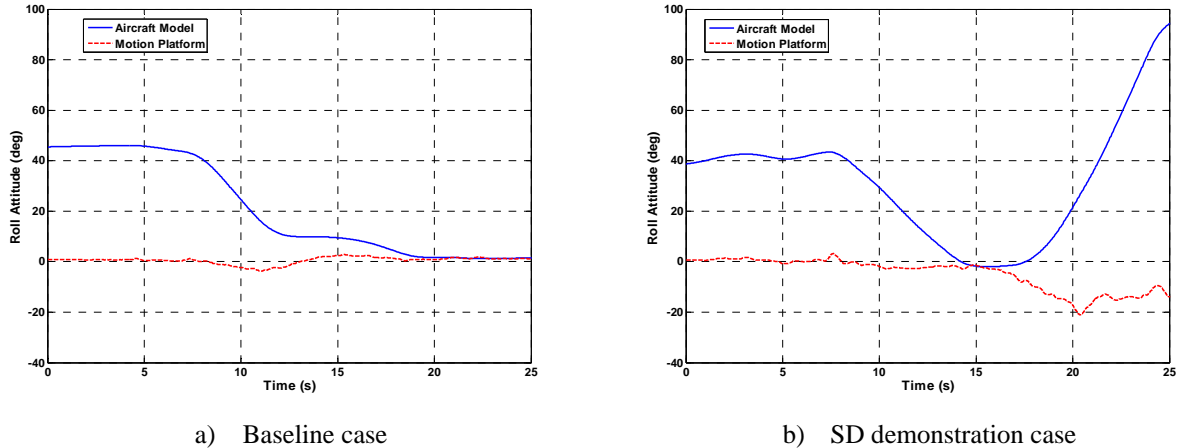 Aircraft Model
Motion Platform
100
80
60
40
20
0
-20
-40
Roll Attitude (deg)
0 5 10 15 20 25
Time (s)
a) Baseline case
Aircraft Model
Motion Platform
100
80
60
40
20
0
-20
-40
Roll Attitude (deg)
0 5 10 15 20 25
Time (s)
b) SD demonstration case